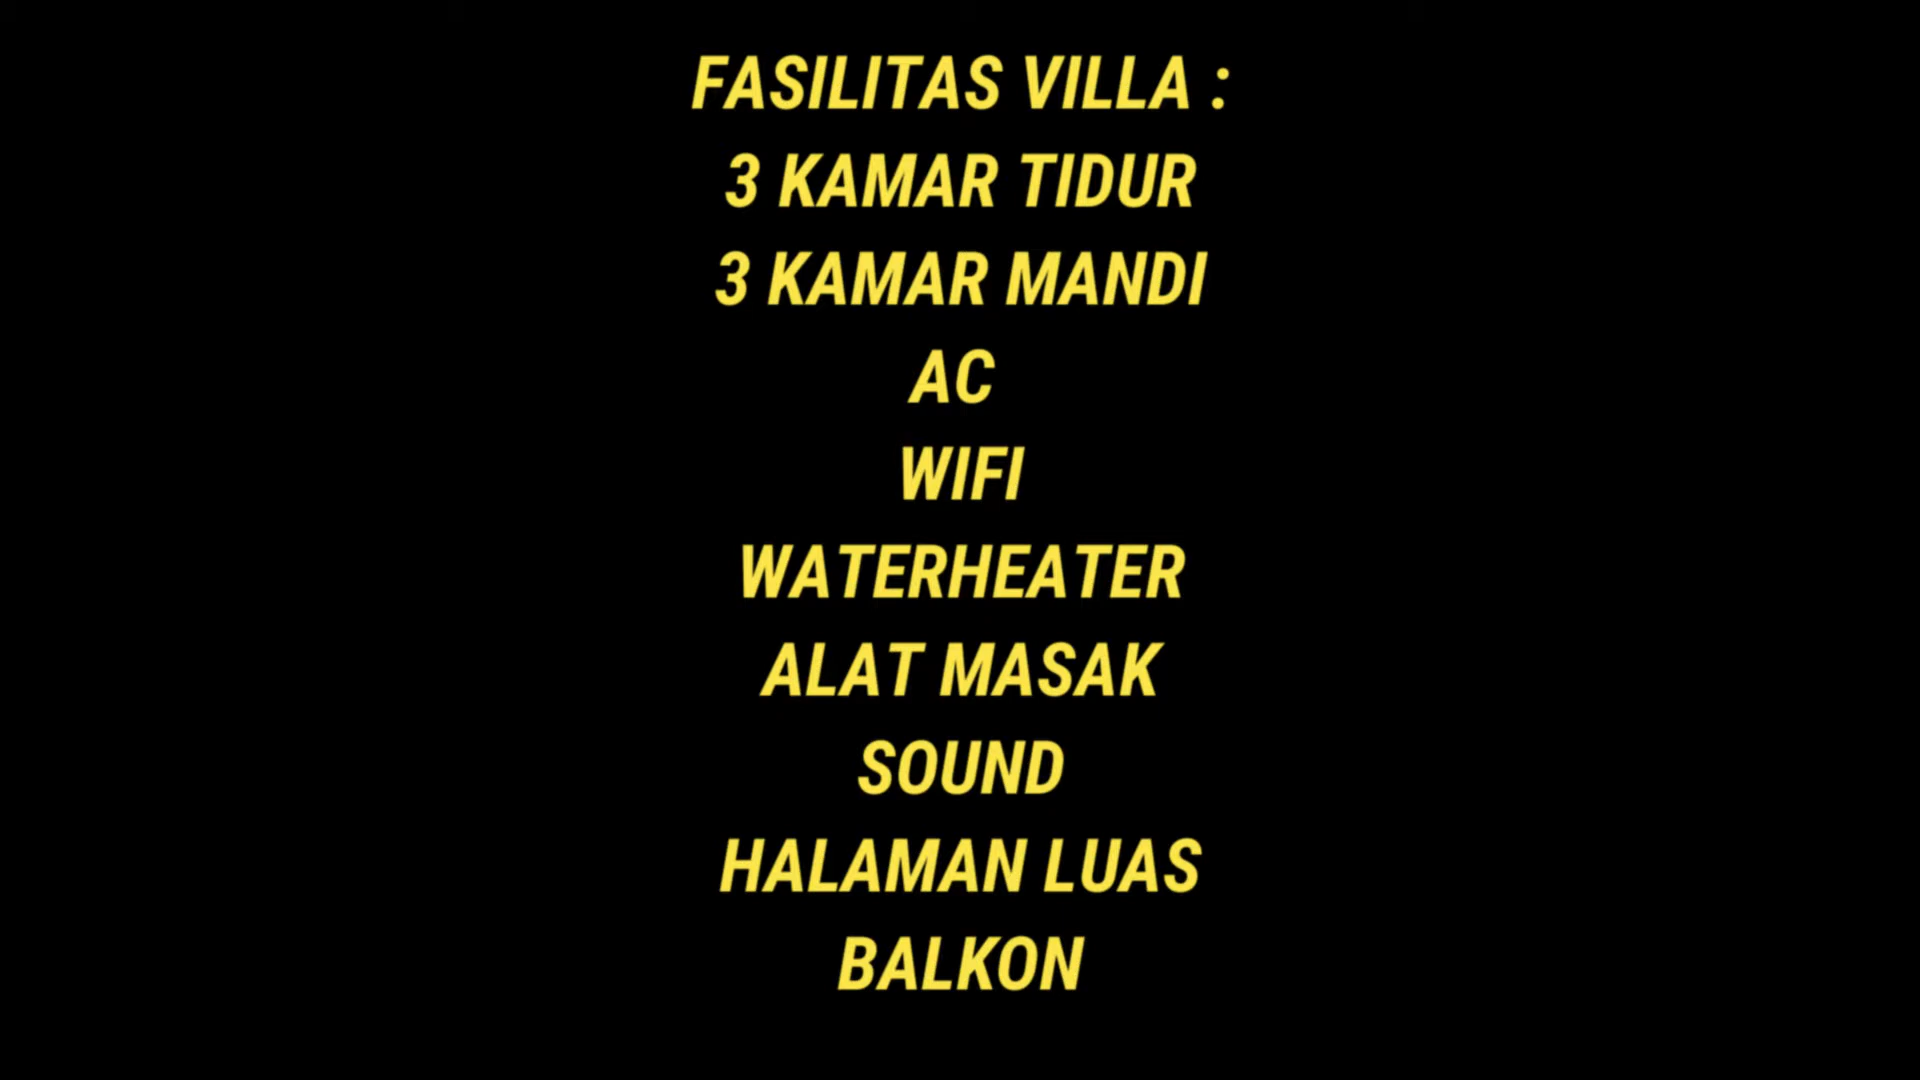 FASILITAS VILLA :
3 KAMAR TIDUR
3 KAMAR MANDI
AC
WIFI
WATERHEATER
ALAT MASAK
SOUND
HALAMAN LUAS
BALKON